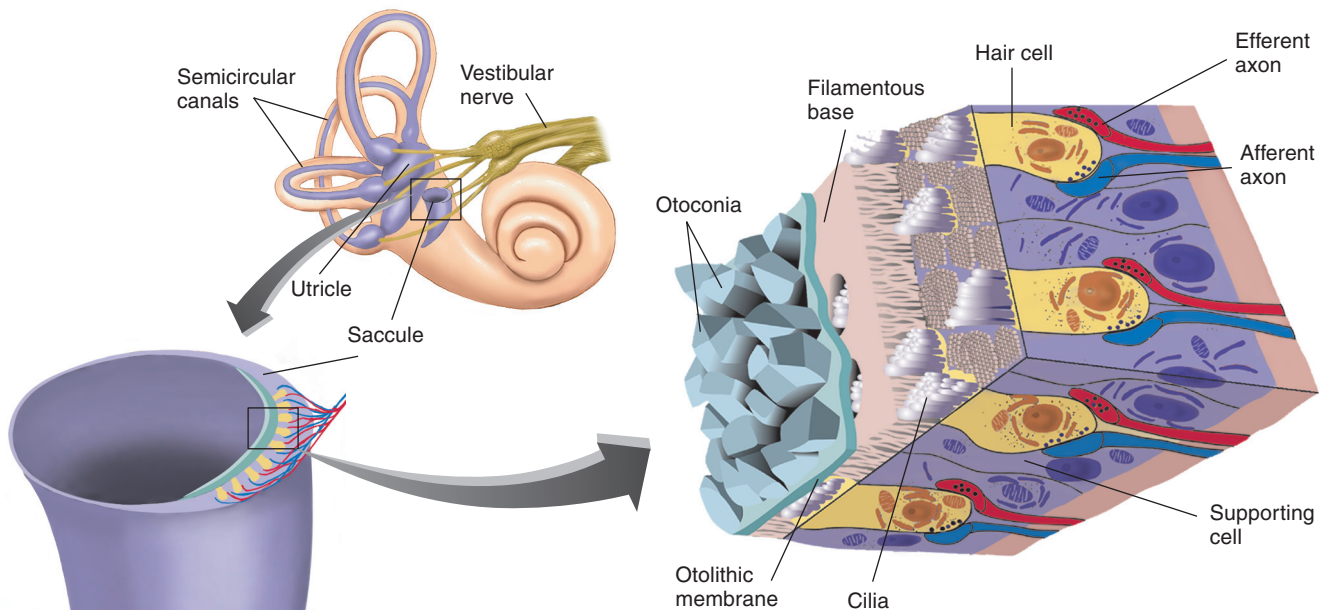 Semicircular
canals
Vestibular
nerve
Utricle
Saccule
Hair cell
Efferent
axon
Filamentous
base
Afferent
axon
Otoconia
Supporting
cell
Otolithic
membrane
Cilia